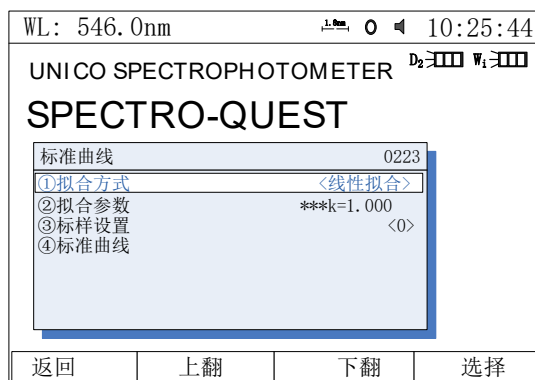 WL: 546.0nm 1.8nm 10:25:44
UNICO SPECTROPHOTOMETER D₂ Wi
SPECTRO-QUEST
标准曲线 0223
①拟合方式 <线性拟合>
②拟合参数 ***k=1.000
③标样设置 <0>
④标准曲线
返回 上翻 下翻 选择